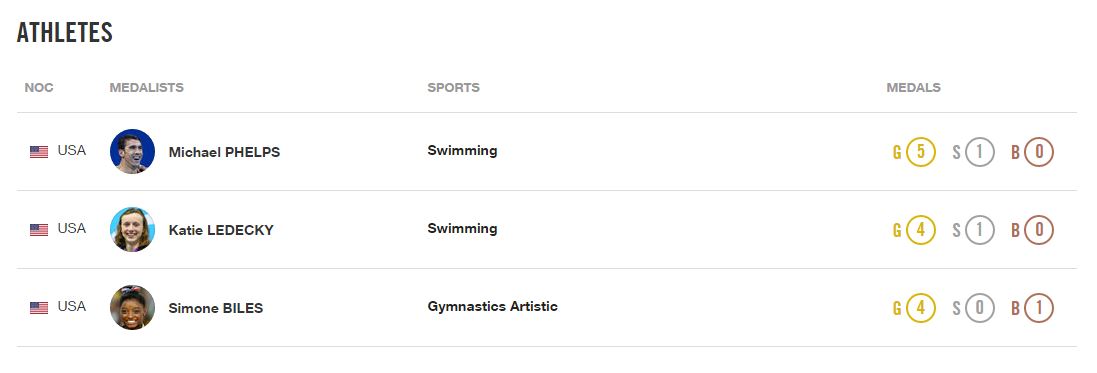 ATHLETES
NOC MEDALISTS SPORTS MEDALS
USA Michael PHELPS Swimming G 5 S 1 B 0
USA Katie LEDECKY Swimming G 4 S 1 B 0
USA Simone BILES Gymnastics Artistic G 4 S 0 B 1